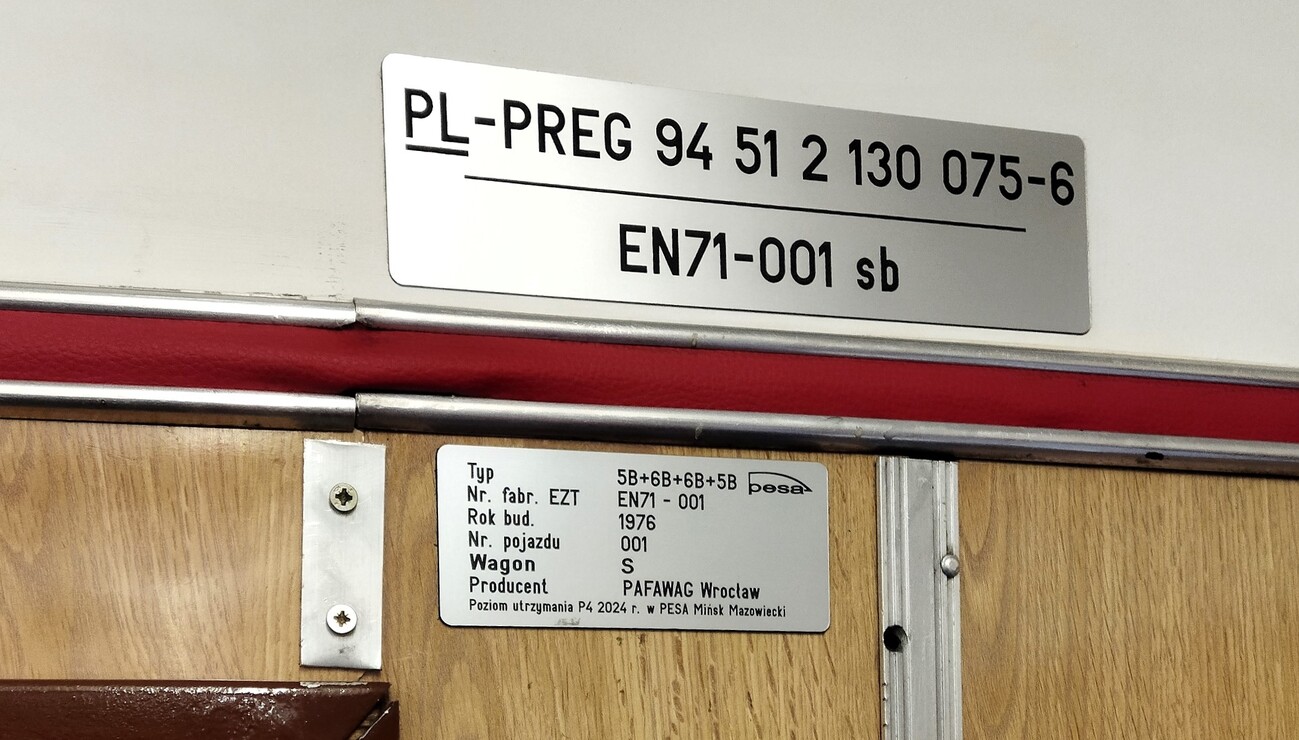 PL-PREG 94 51 2 130 075-6
EN71-001 sb
Typ 5B+6B+6B+5B pesa
Nr. fabr. EZT EN71 - 001
Rok bud. 1976
Nr. pojazdu 001
Wagon S
Producent PAFAWAG Wrocław
Poziom utrzymania P4 2024 r. w PESA Mińsk Mazowiecki